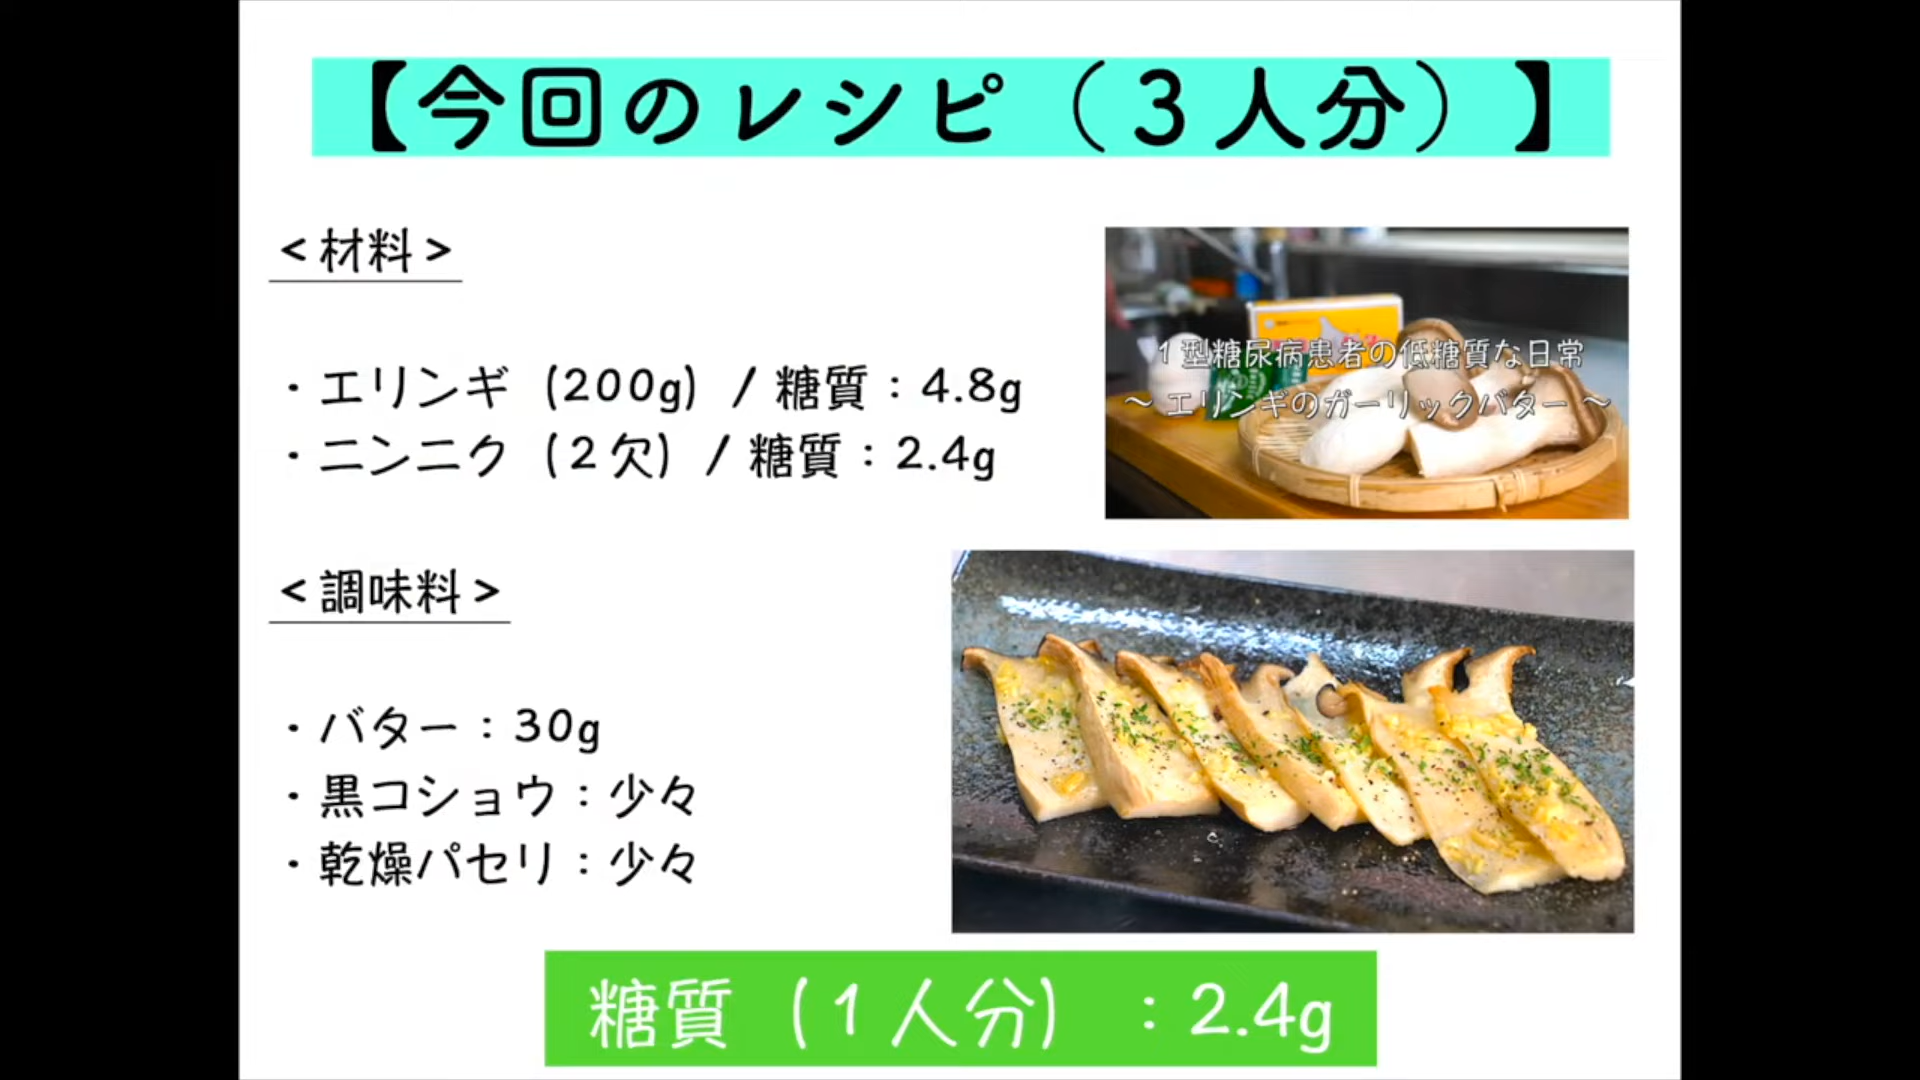 【今回のレシピ（３人分）】
＜材料＞
・エリンギ（200g）/ 糖質：4.8g
・ニンニク（２欠）/ 糖質：2.4g
１型糖尿病患者の低糖質な日常
～ エリンギのガーリックバター ～
＜調味料＞
・バター：30g
・黒コショウ：少々
・乾燥パセリ：少々
糖質（１人分）：2.4g